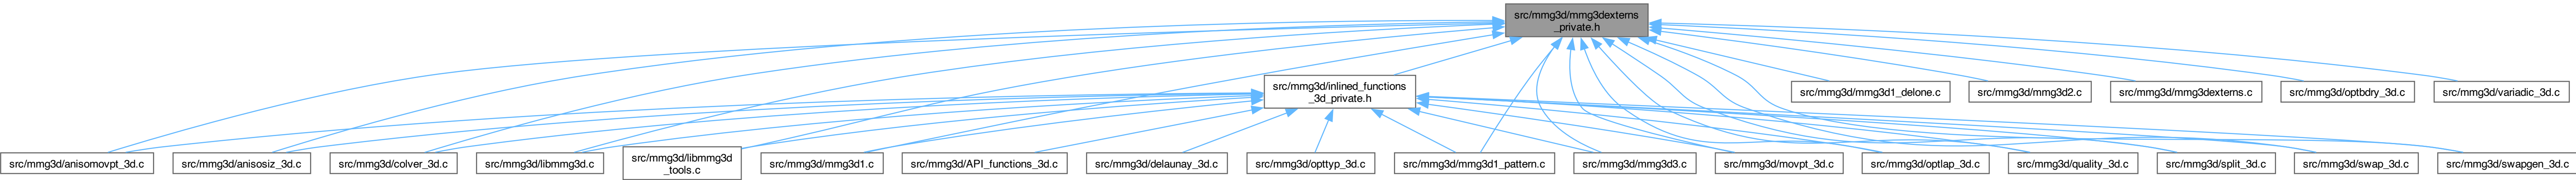 src/mmg3d/mmg3dexterns
_private.h
src/mmg3d/inlined_functions
_3d_private.h
src/mmg3d/mmg3d1_delone.c
src/mmg3d/mmg3d2.c
src/mmg3d/mmg3dexterns.c
src/mmg3d/optbdry_3d.c
src/mmg3d/variadic_3d.c
src/mmg3d/anisomovpt_3d.c
src/mmg3d/anisosiz_3d.c
src/mmg3d/colver_3d.c
src/mmg3d/libmmg3d.c
src/mmg3d/libmmg3d
_tools.c
src/mmg3d/mmg3d1.c
src/mmg3d/API_functions_3d.c
src/mmg3d/delaunay_3d.c
src/mmg3d/opttyp_3d.c
src/mmg3d/mmg3d1_pattern.c
src/mmg3d/mmg3d3.c
src/mmg3d/movpt_3d.c
src/mmg3d/optlap_3d.c
src/mmg3d/quality_3d.c
src/mmg3d/split_3d.c
src/mmg3d/swap_3d.c
src/mmg3d/swapgen_3d.c